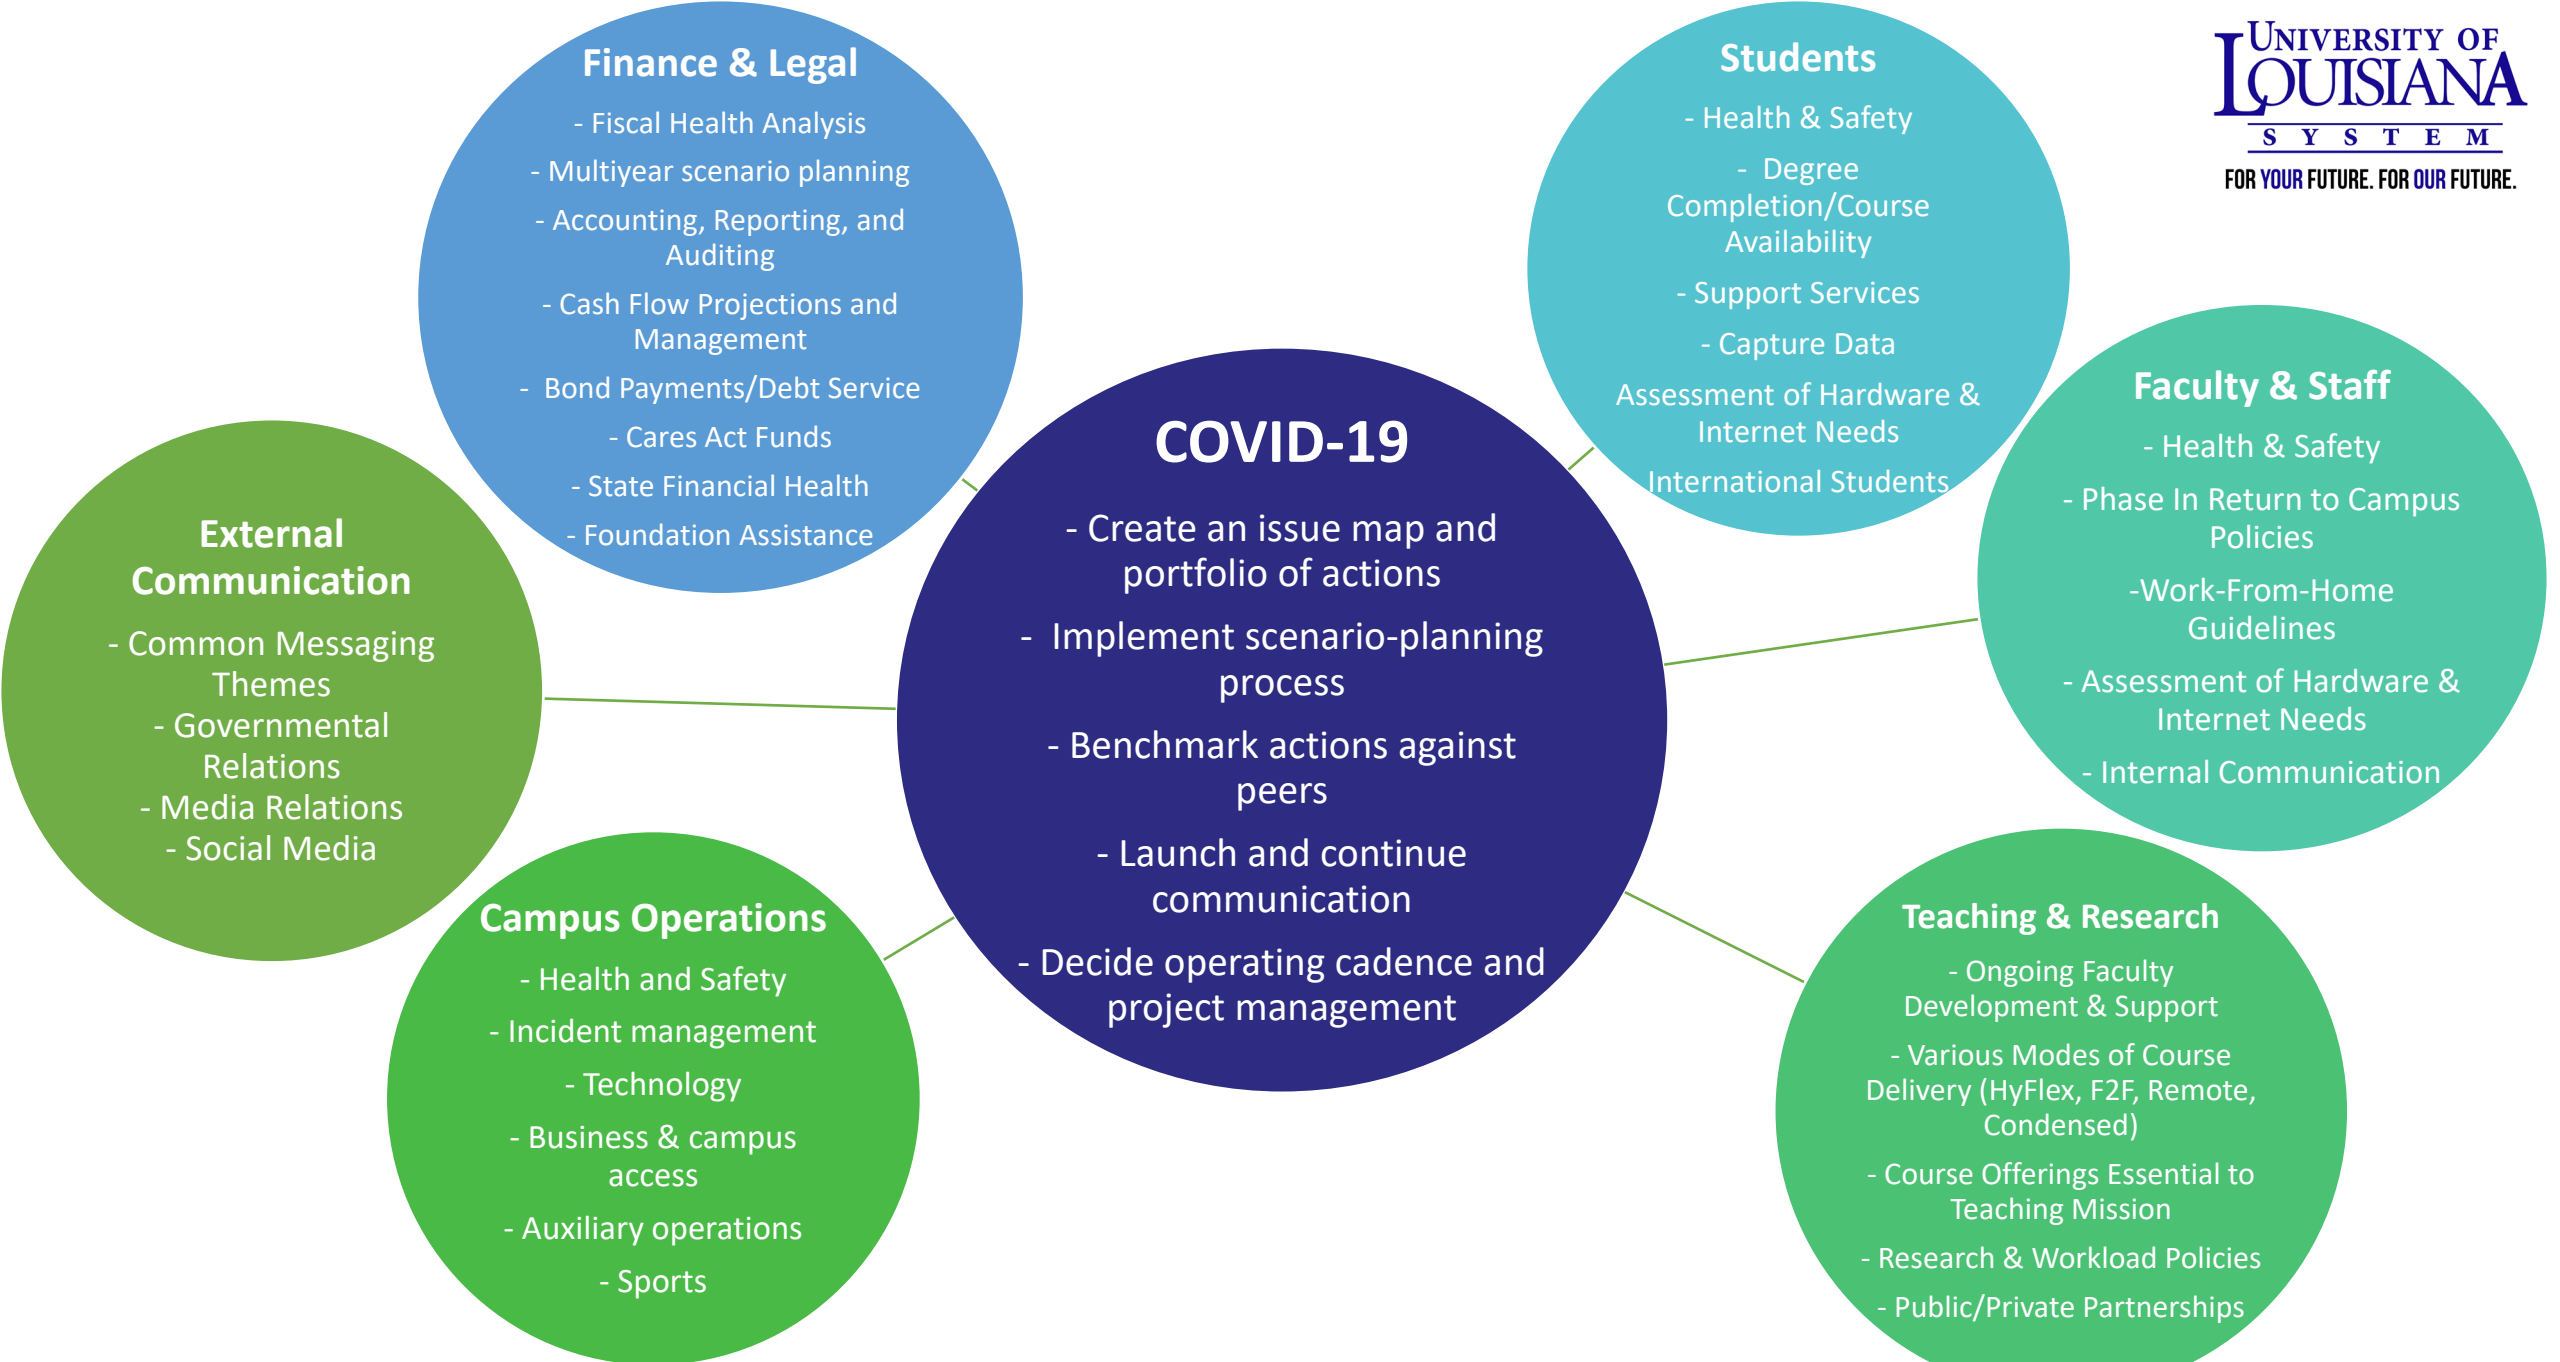 Finance & Legal
- Fiscal Health Analysis
- Multiyear scenario planning
- Accounting, Reporting, and
Auditing
- Cash Flow Projections and
Management
- Bond Payments/Debt Service
- Cares Act Funds
- State Financial Health
- Foundation Assistance
Students
- Health & Safety
- Degree
Completion/Course
Availability
- Support Services
- Capture Data
Assessment of Hardware &
Internet Needs
International Students
UNIVERSITY OF
LOUISIANA
SYSTEM
FOR YOUR FUTURE. FOR OUR FUTURE.
External
Communication
- Common Messaging
Themes
- Governmental
Relations
- Media Relations
- Social Media
COVID-19
- Create an issue map and
portfolio of actions
- Implement scenario-planning
process
- Benchmark actions against
peers
- Launch and continue
communication
- Decide operating cadence and
project management
Faculty & Staff
- Health & Safety
- Phase In Return to Campus
Policies
-Work-From-Home
Guidelines
- Assessment of Hardware &
Internet Needs
- Internal Communication
Campus Operations
- Health and Safety
- Incident management
- Technology
- Business & campus
access
- Auxiliary operations
- Sports
Teaching & Research
- Ongoing Faculty
Development & Support
- Various Modes of Course
Delivery (HyFlex, F2F, Remote,
Condensed)
- Course Offerings Essential to
Teaching Mission
- Research & Workload Policies
- Public/Private Partnerships